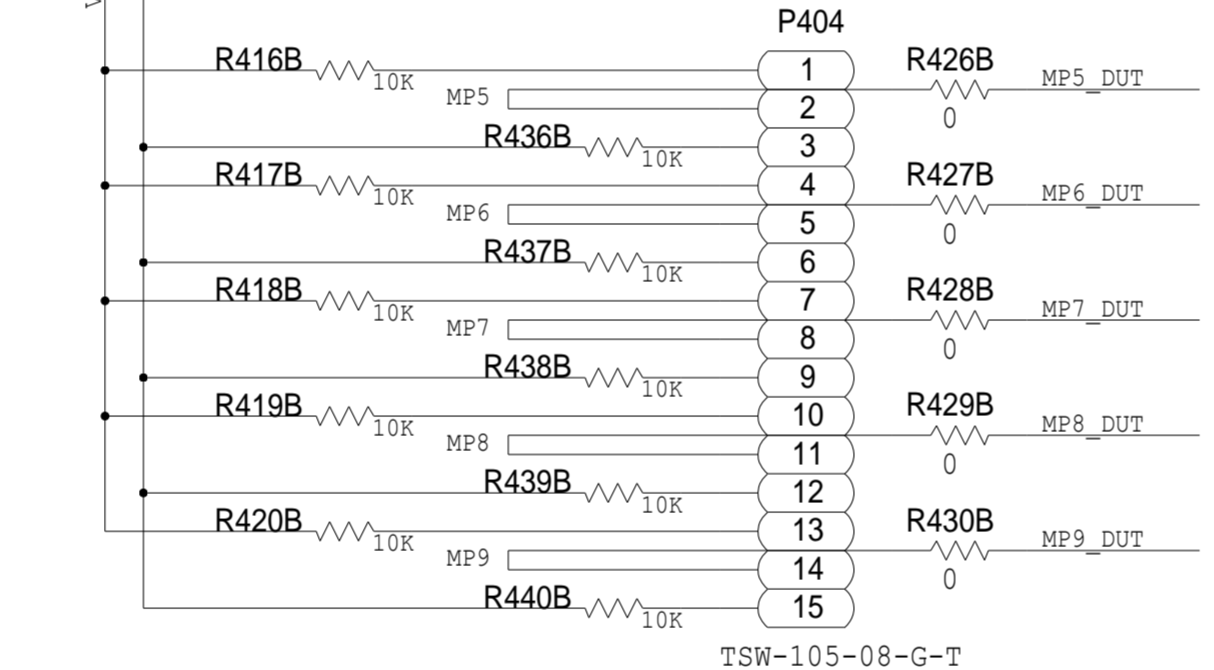 P404
R416B 10K 1 R426B MP5_DUT
MP5 2 0
R436B 10K 3
R417B 10K 4 R427B MP6_DUT
MP6 5 0
R437B 10K 6
R418B 10K 7 R428B MP7_DUT
MP7 8 0
R438B 10K 9
R419B 10K 10 R429B MP8_DUT
MP8 11 0
R439B 10K 12
R420B 10K 13 R430B MP9_DUT
MP9 14 0
R440B 10K 15
TSW-105-08-G-T